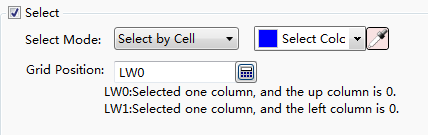 Select
Select Mode: Select by Cell Select Colc
Grid Position: LW0
LW0:Selected one column, and the up column is 0.
LW1:Selected one column, and the left column is 0.